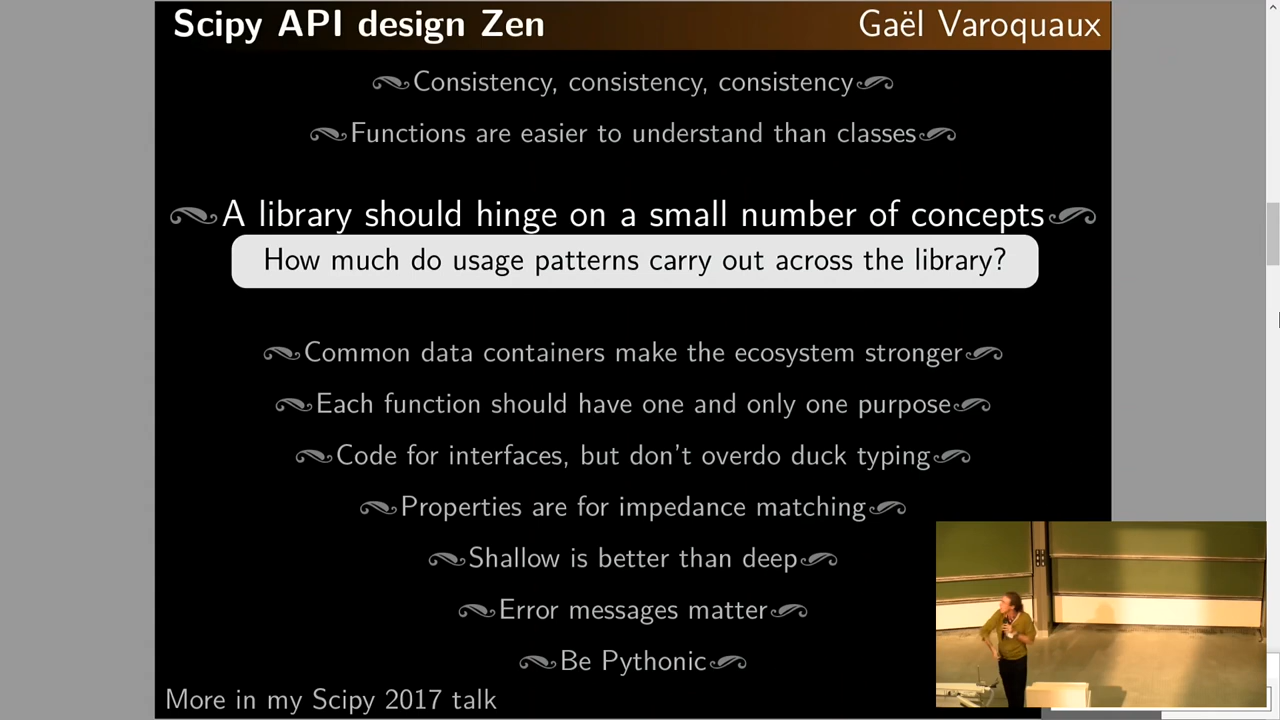 Scipy API design Zen
Gaël Varoquaux
Consistency, consistency, consistency
Functions are easier to understand than classes
A library should hinge on a small number of concepts
How much do usage patterns carry out across the library?
Common data containers make the ecosystem stronger
Each function should have one and only one purpose
Code for interfaces, but don't overdo duck typing
Properties are for impedance matching
Shallow is better than deep
Error messages matter
Be Pythonic
More in my Scipy 2017 talk